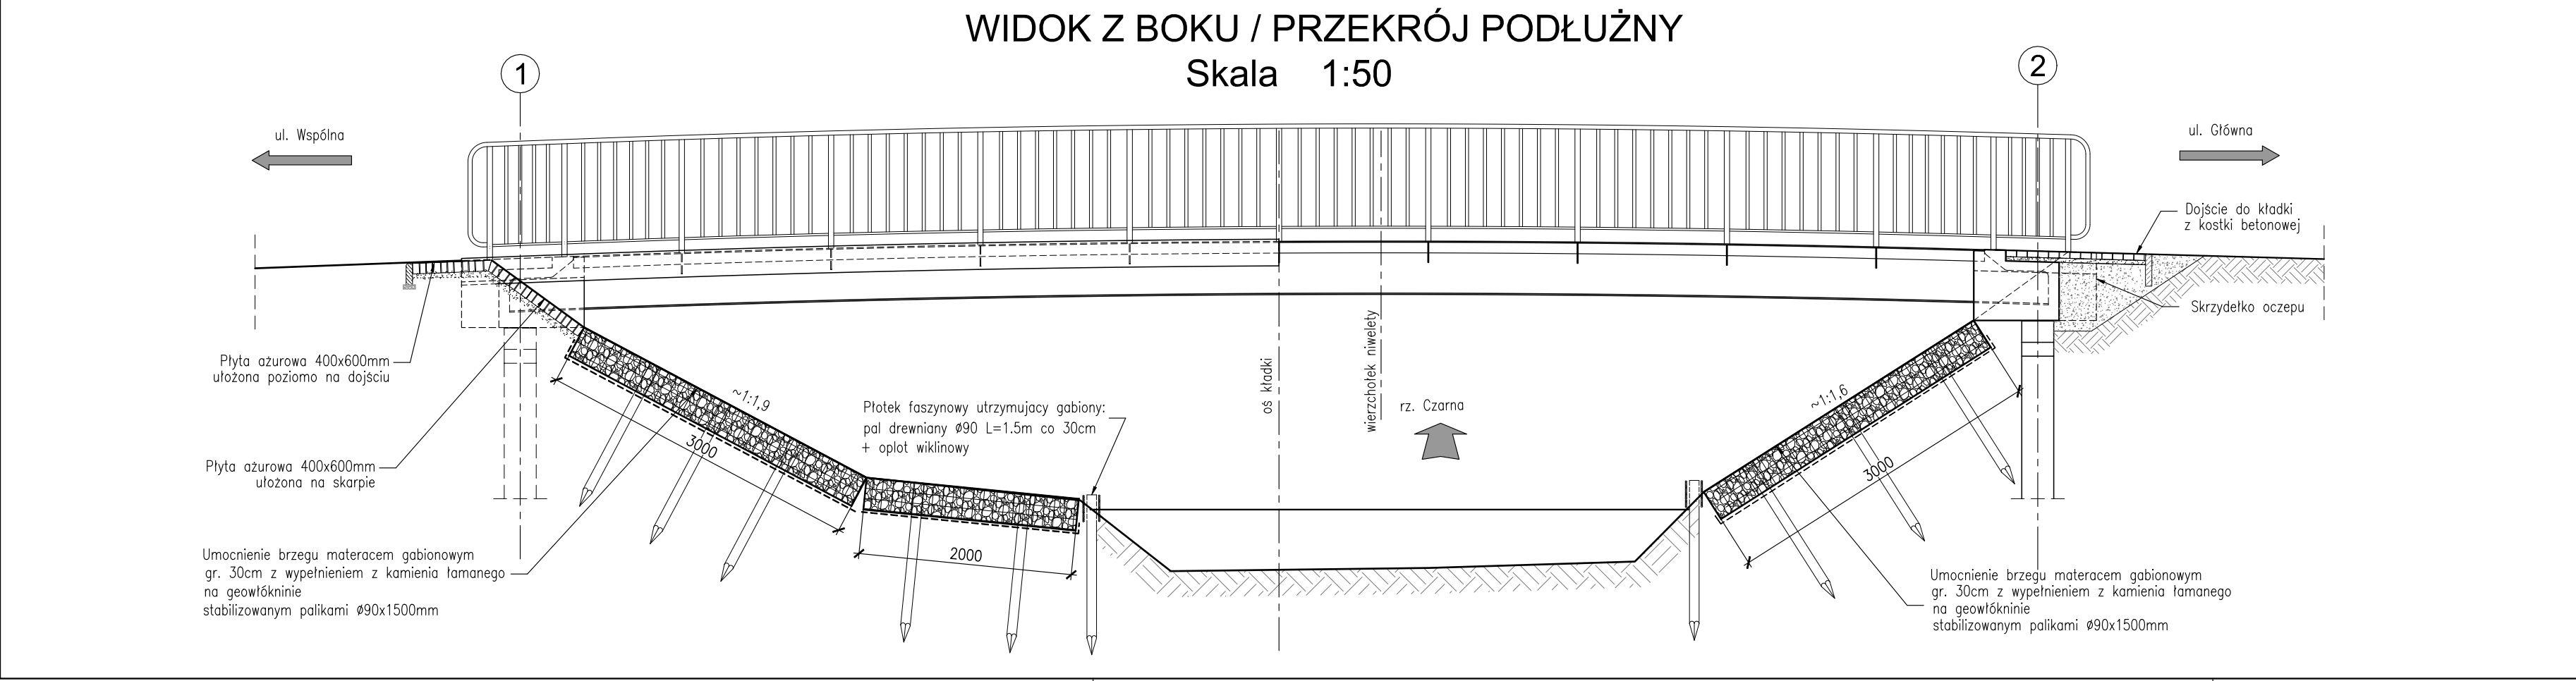 WIDOK Z BOKU / PRZEKRÓJ PODŁUŻNY
Skala 1:50
1
2
ul. Wspólna
ul. Główna
Dojście do kładki
z kostki betonowej
Skrzydełko oczepu
Płyta ażurowa 400x600mm
ułożona poziomo na dojściu
Płyta ażurowa 400x600mm
ułożona na skarpie
~1:1,9
3000
Płotek faszynowy utrzymujacy gabiony:
pal drewniany ø90 L=1.5m co 30cm
+ oplot wiklinowy
oś kładki
wierzchołek niwelety
rz. Czarna
~1:1,6
3000
2000
Umocnienie brzegu materacem gabionowym
gr. 30cm z wypełnieniem z kamienia łamanego
na geowłókninie
stabilizowanym palikami ø90x1500mm
Umocnienie brzegu materacem gabionowym
gr. 30cm z wypełnieniem z kamienia łamanego
na geowłókninie
stabilizowanym palikami ø90x1500mm